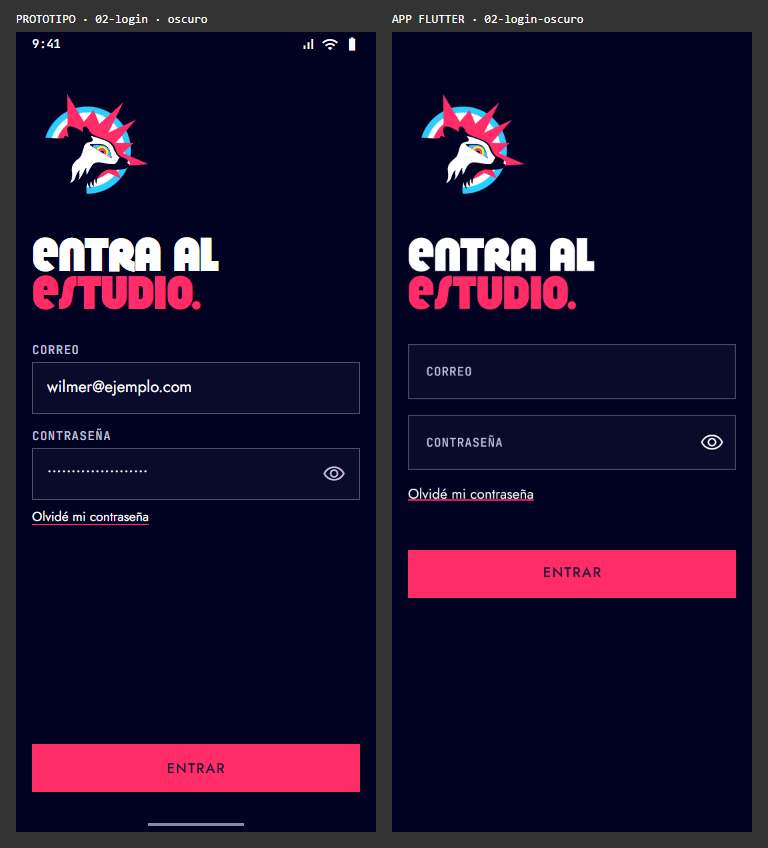 PROTOTIPO · 02-login · oscuro
9:41
ENTRA AL
ESTUDIO.
CORREO
wilmer@ejemplo.com
CONTRASEÑA
Olvidé mi contraseña
ENTRAR
APP FLUTTER · 02-login-oscuro
ENTRA AL
ESTUDIO.
CORREO
CONTRASEÑA
Olvidé mi contraseña
ENTRAR